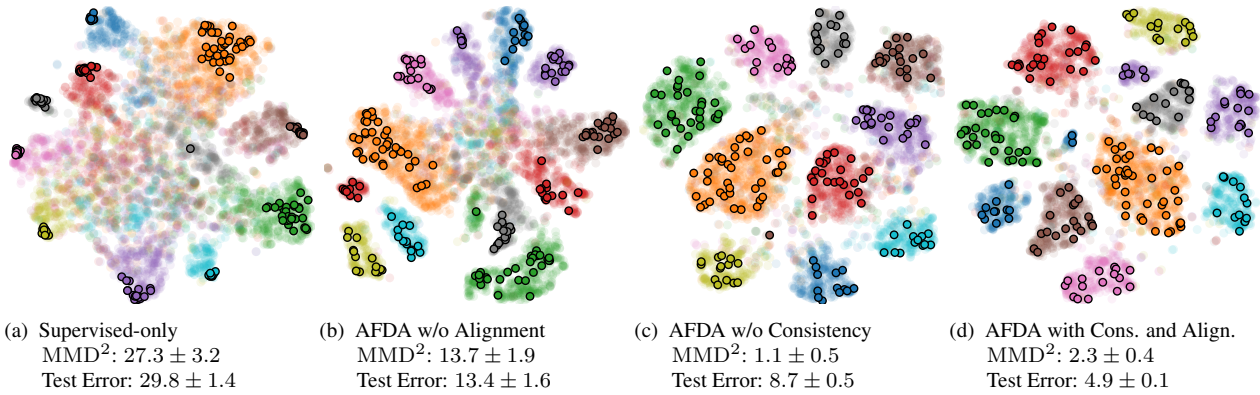 (a) Supervised-only
MMD²: 27.3 ± 3.2
Test Error: 29.8 ± 1.4
(b) AFDA w/o Alignment
MMD²: 13.7 ± 1.9
Test Error: 13.4 ± 1.6
(c) AFDA w/o Consistency
MMD²: 1.1 ± 0.5
Test Error: 8.7 ± 0.5
(d) AFDA with Cons. and Align.
MMD²: 2.3 ± 0.4
Test Error: 4.9 ± 0.1